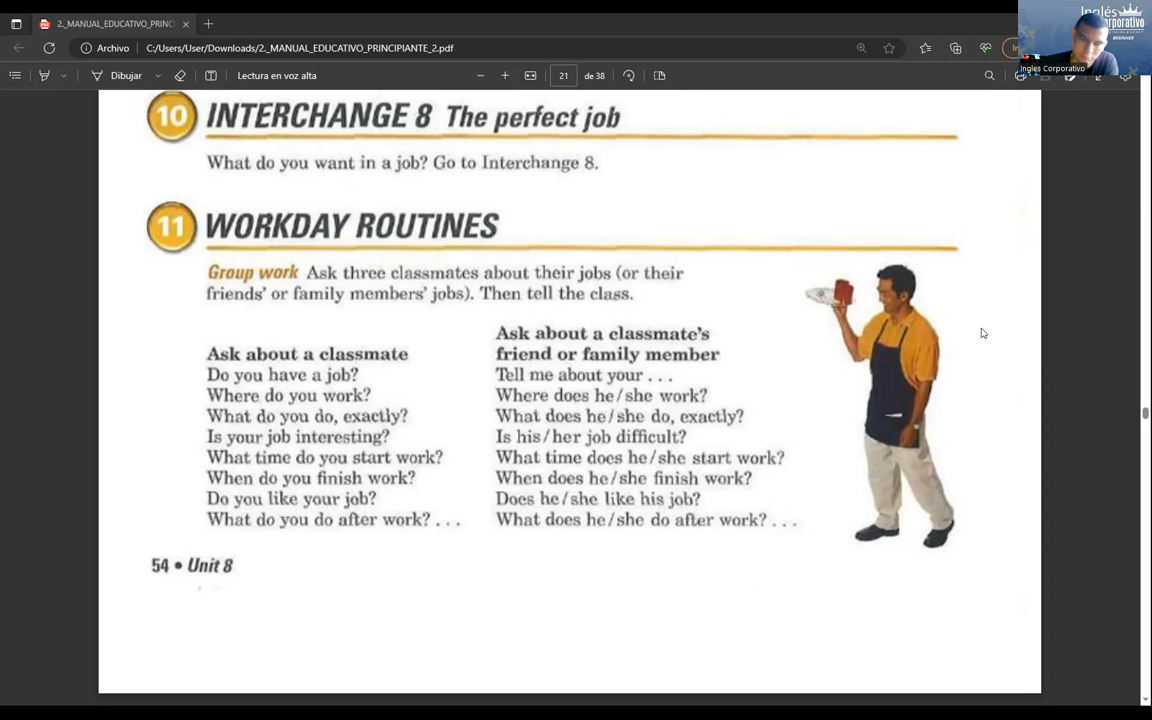 2._MANUAL_EDUCATIVO_PRINC
Inglés
Corporativo
BEGINNER
Archivo
C:/Users/User/Downloads/2._MANUAL_EDUCATIVO_PRINCIPIANTE_2.pdf
Ingles Corporativo
Dibujar
Lectura en voz alta
21
de 38
10 INTERCHANGE 8 The perfect job
What do you want in a job? Go to Interchange 8.
11 WORKDAY ROUTINES
Group work Ask three classmates about their jobs (or their
friends' or family members' jobs). Then tell the class.
Ask about a classmate
Do you have a job?
Where do you work?
What do you do, exactly?
Is your job interesting?
What time do you start work?
When do you finish work?
Do you like your job?
What do you do after work? . . .
Ask about a classmate's
friend or family member
Tell me about your . . .
Where does he/she work?
What does he/she do, exactly?
Is his/her job difficult?
What time does he/she start work?
When does he/she finish work?
Does he/she like his job?
What does he/she do after work? . . .
54 • Unit 8